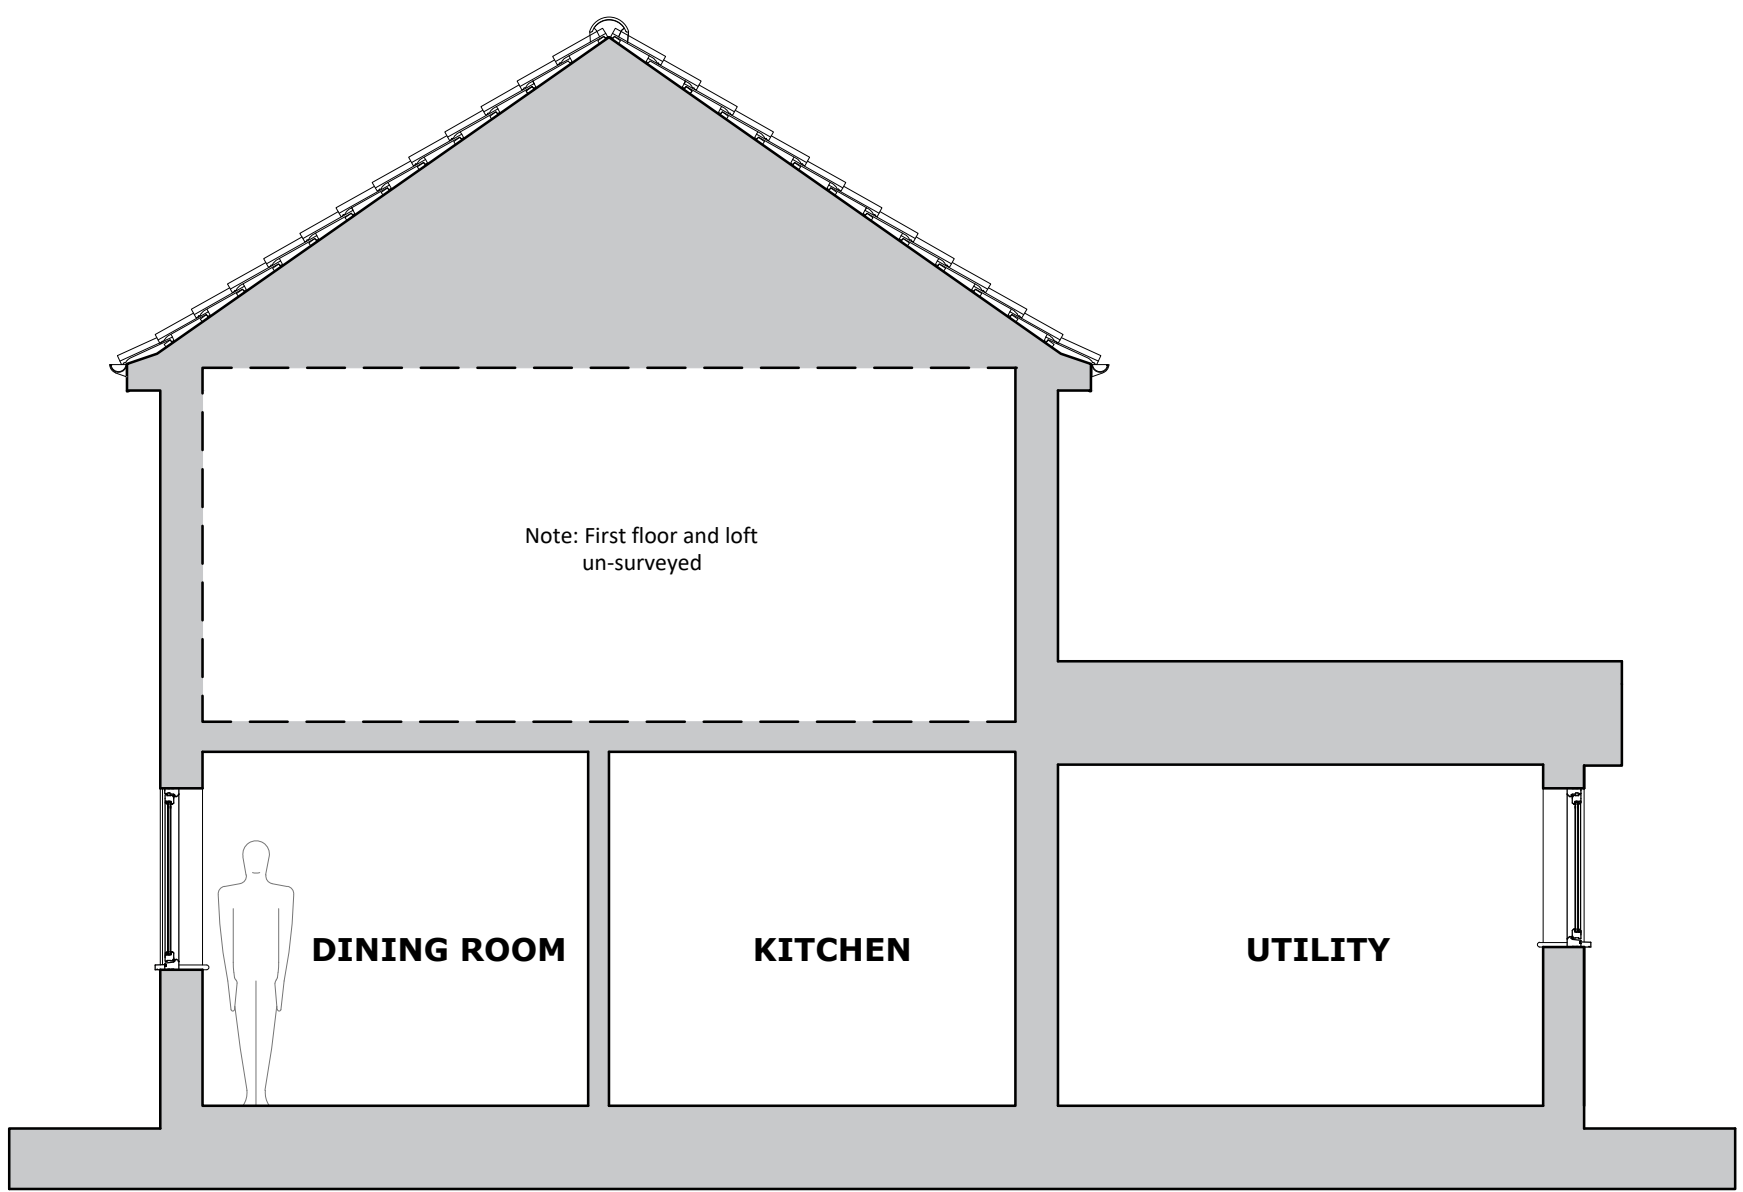 Note: First floor and loft
un-surveyed
DINING ROOM
KITCHEN
UTILITY